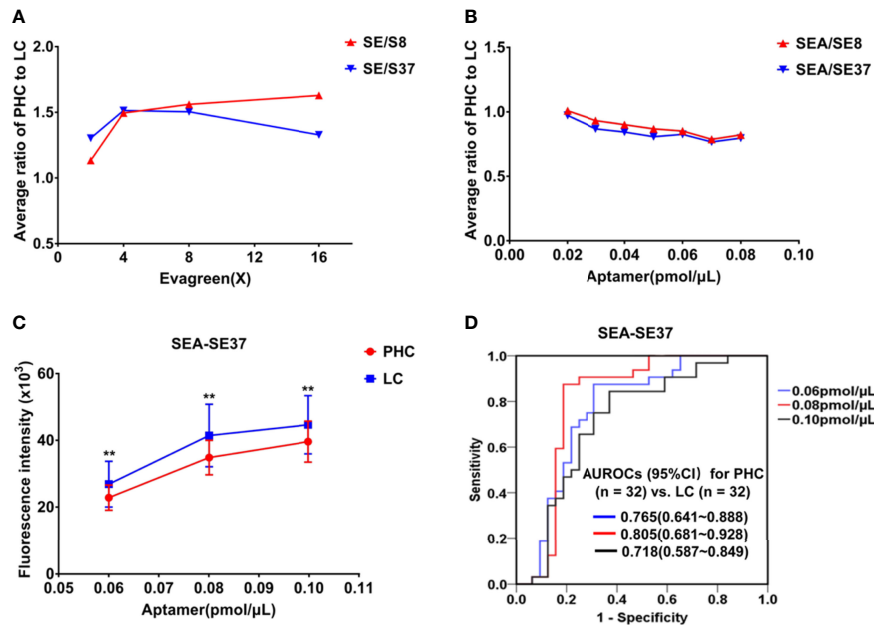 A
SE/S8
SE/S37
Average ratio of PHC to LC
2.0
1.5
1.0
0.5
0
4
8
12
16
Evagreen(X)
B
SEA/SE8
SEA/SE37
Average ratio of PHC to LC
1.5
1.0
0.5
0.0
0.00
0.02
0.04
0.06
0.08
0.10
Aptamer(pmol/µL)
C
SEA-SE37
PHC
LC
Fluorescence intensity (x10³)
60
40
20
0
**
**
**
0.05
0.06
0.07
0.08
0.09
0.10
0.11
Aptamer(pmol/µL)
D
SEA-SE37
Sensitivity
1.0
0.8
0.6
0.4
0.2
0.0
0.06pmol/µL
0.08pmol/µL
0.10pmol/µL
AUROCs (95%CI) for PHC
(n = 32) vs. LC (n = 32)
0.765(0.641~0.888)
0.805(0.681~0.928)
0.718(0.587~0.849)
0.0
0.2
0.4
0.6
0.8
1.0
1 - Specificity